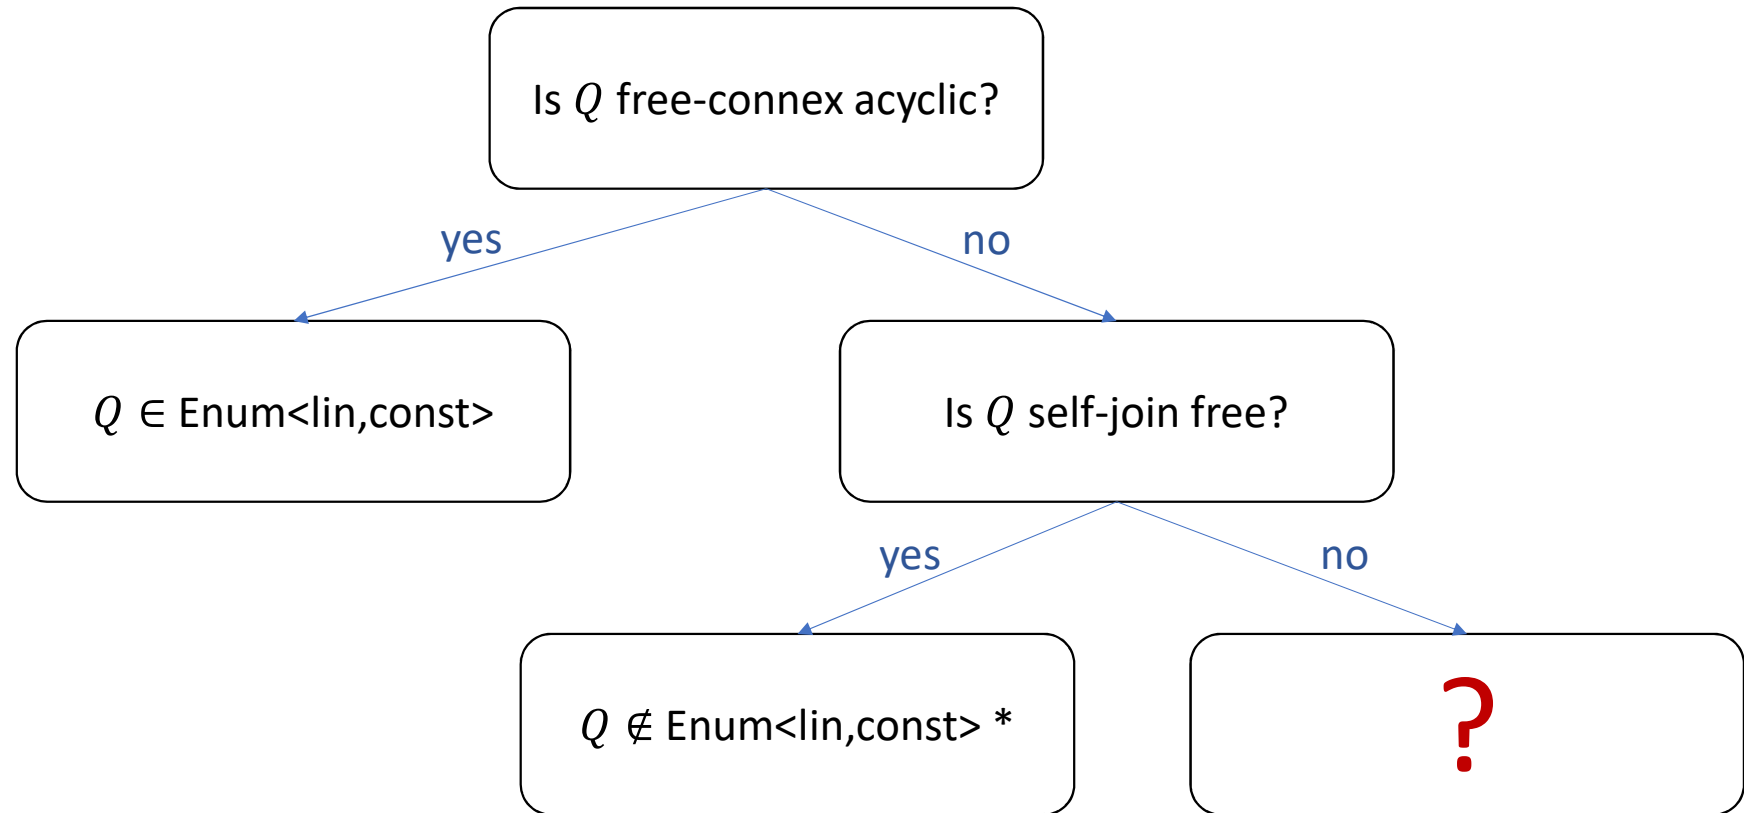 Is Q free-connex acyclic?
yes
no
Q ∈ Enum<lin,const>
Is Q self-join free?
yes
no
Q ∉ Enum<lin,const> *
?